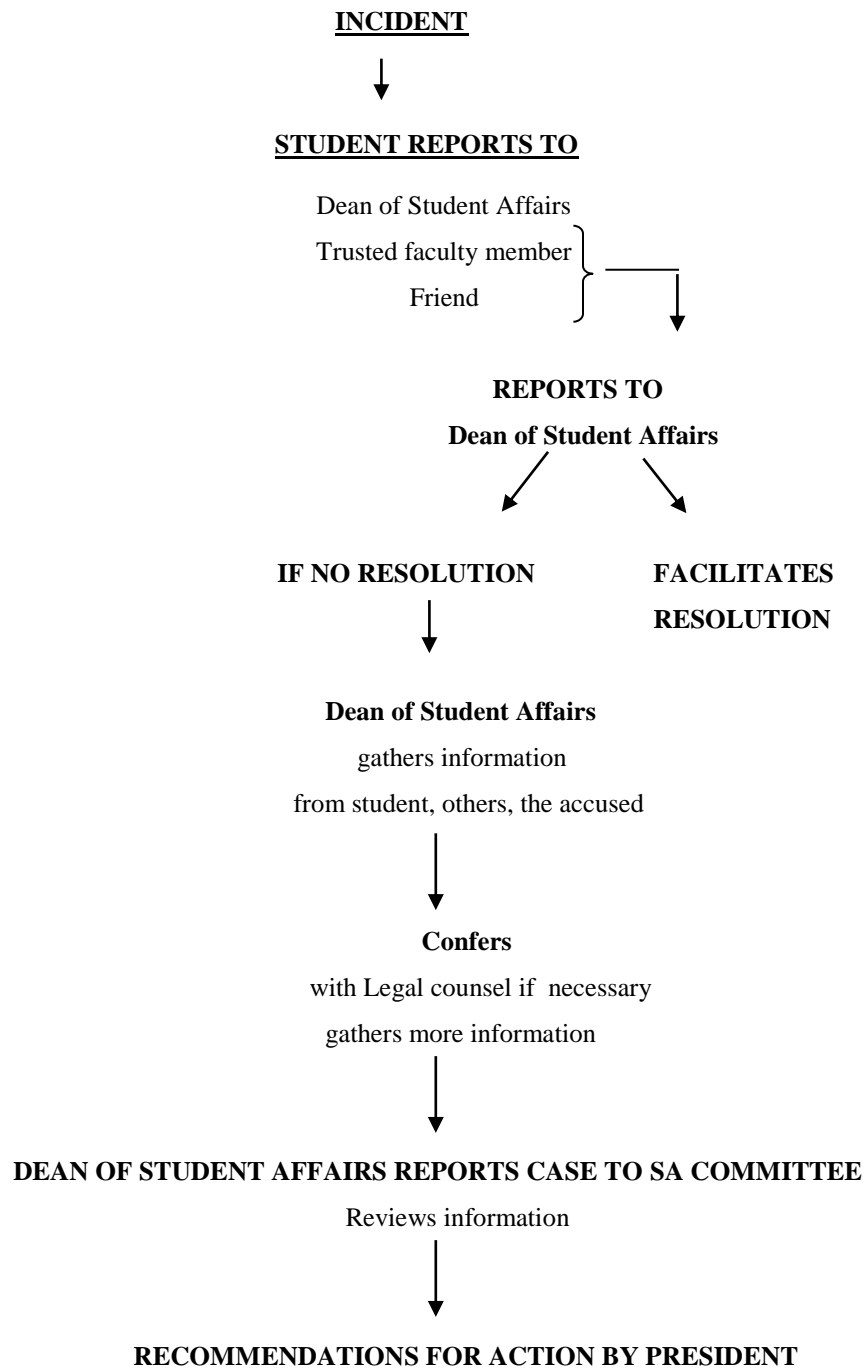 INCIDENT
STUDENT REPORTS TO
Dean of Student Affairs
Trusted faculty member
Friend
REPORTS TO
Dean of Student Affairs
IF NO RESOLUTION
FACILITATES
RESOLUTION
Dean of Student Affairs
gathers information
from student, others, the accused
Confers
with Legal counsel if necessary
gathers more information
DEAN OF STUDENT AFFAIRS REPORTS CASE TO SA COMMITTEE
Reviews information
RECOMMENDATIONS FOR ACTION BY PRESIDENT